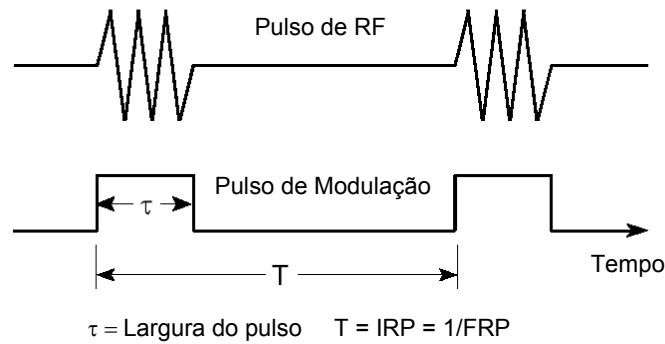 Pulso de RF
Pulso de Modulação
τ
Tempo
T
τ = Largura do pulso T = IRP = 1/FRP